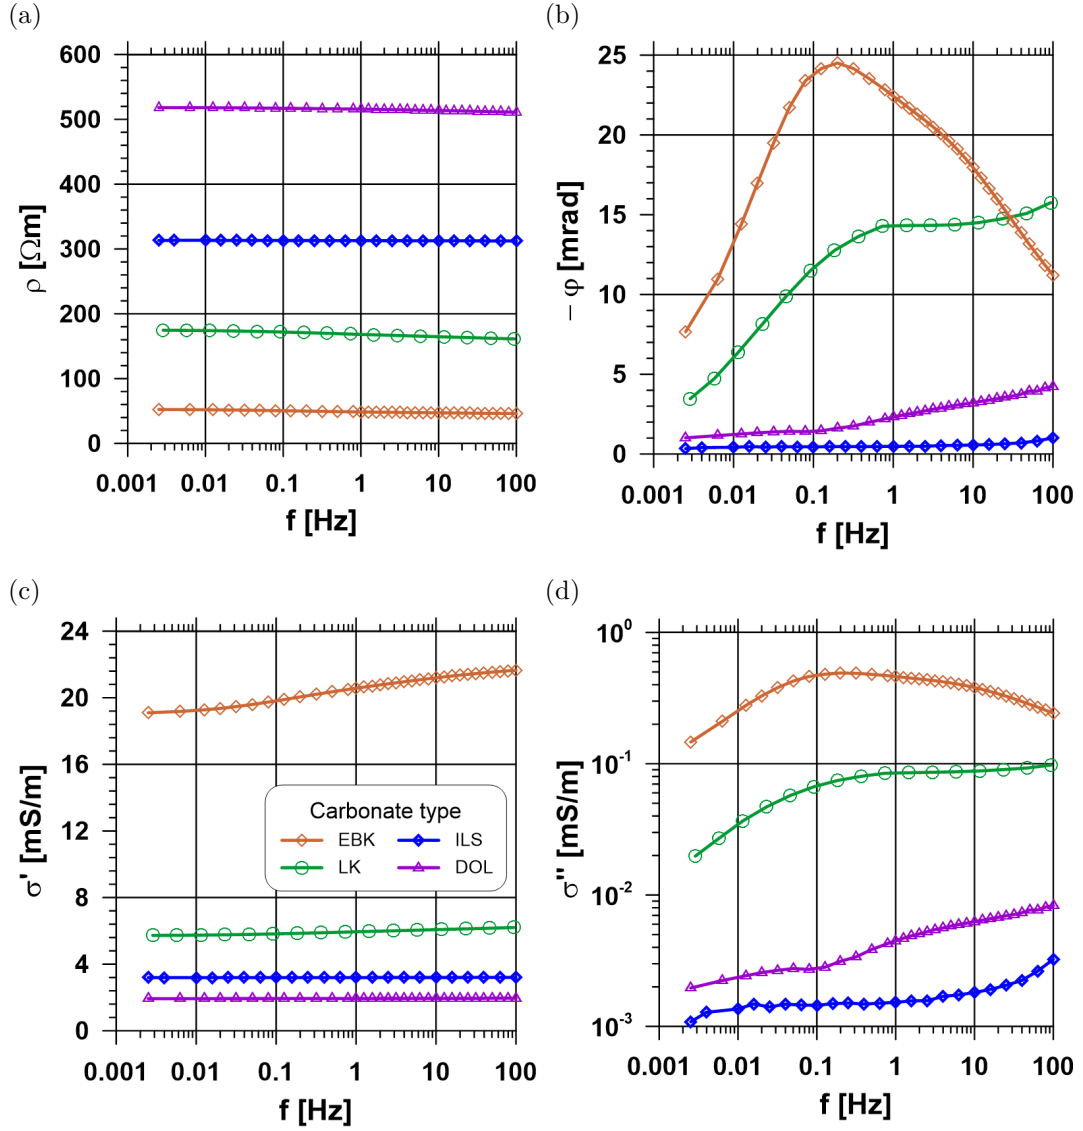 (a)
600
500
400
300
200
100
0
ρ [Ωm]
0.001 0.01 0.1 1 10 100
f [Hz]
(b)
25
20
15
10
5
0
− φ [mrad]
0.001 0.01 0.1 1 10 100
f [Hz]
(c)
24
20
16
12
8
4
0
σ' [mS/m]
Carbonate type
EBK ILS
LK DOL
0.001 0.01 0.1 1 10 100
f [Hz]
(d)
10⁰
10⁻¹
10⁻²
10⁻³
σ'' [mS/m]
0.001 0.01 0.1 1 10 100
f [Hz]